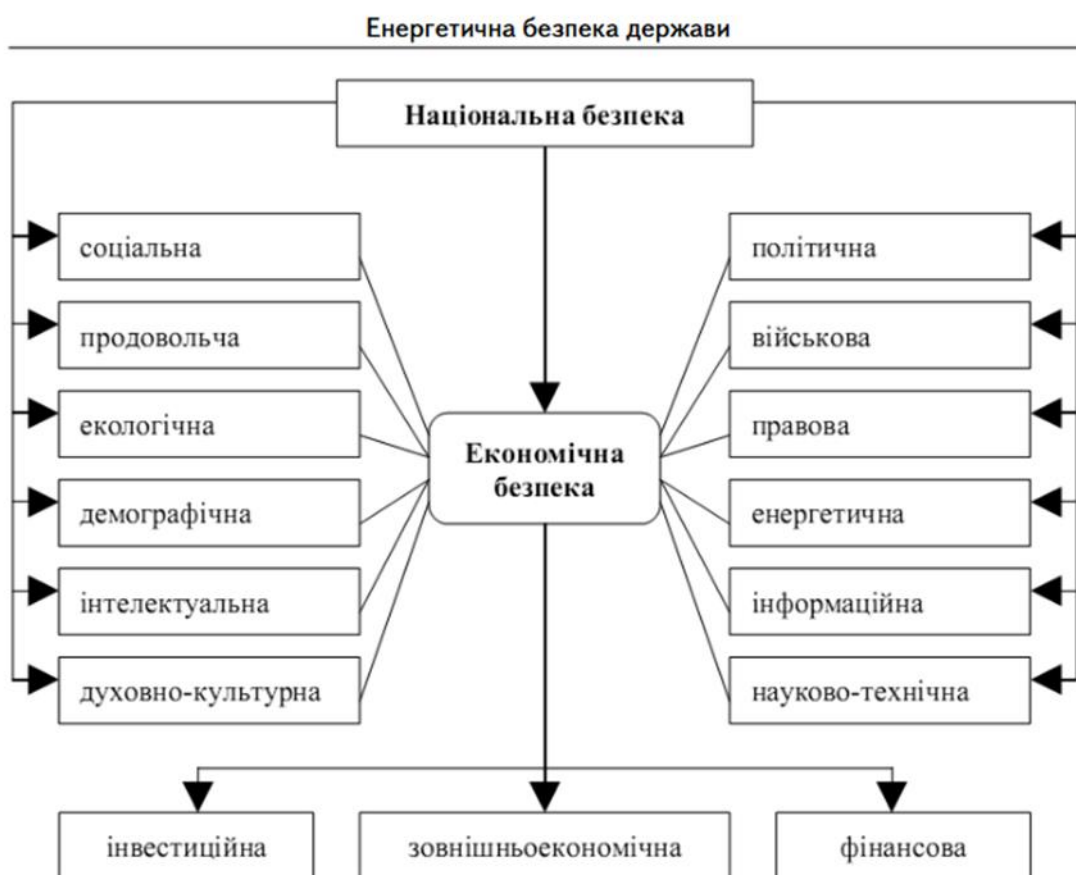 Енергетична безпека держави
Національна безпека
соціальна
продовольча
екологічна
демографічна
інтелектуальна
духовно-культурна
Економічна
безпека
політична
військова
правова
енергетична
інформаційна
науково-технічна
інвестиційна
зовнішньоекономічна
фінансова